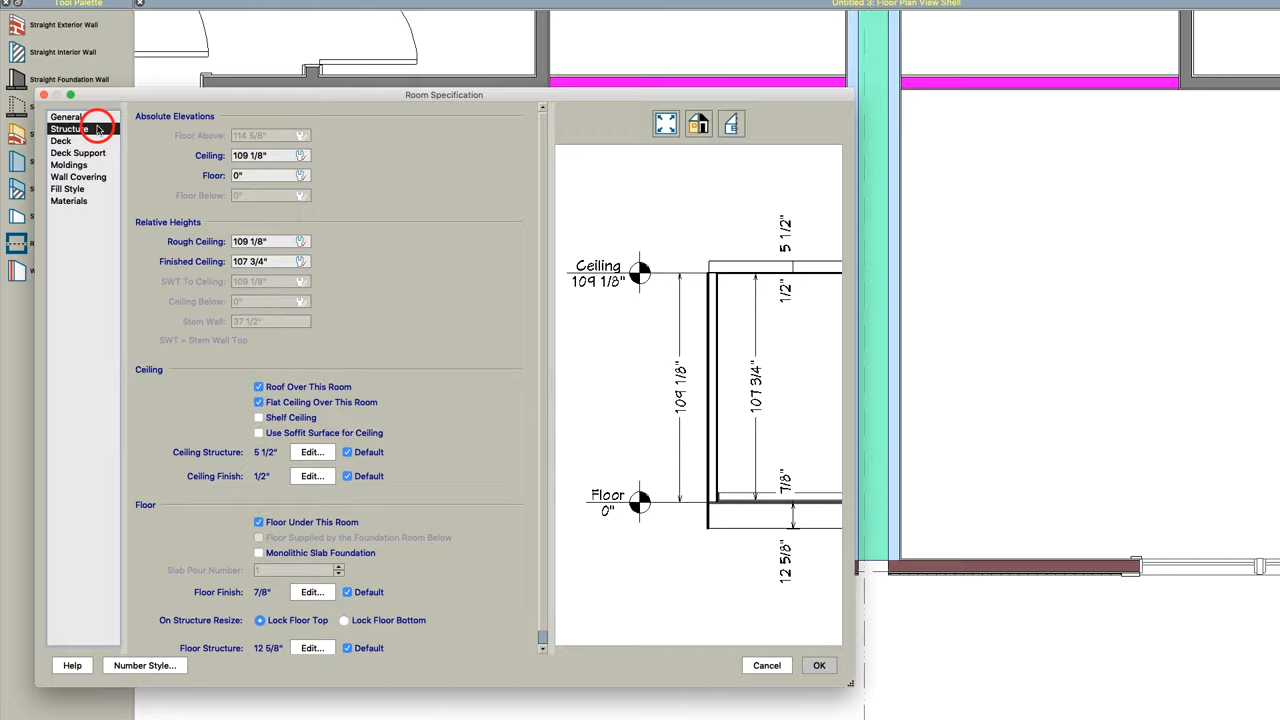 Tool Palette
Untitled 3: Floor Plan View Shell
Straight Exterior Wall
Straight Interior Wall
Straight Foundation Wall
Room Specification
General
Structure
Deck
Deck Support
Moldings
Wall Covering
Fill Style
Materials
Absolute Elevations
Floor Above: 114 5/8"
Ceiling: 109 1/8"
Floor: 0"
Floor Below: 0"
Relative Heights
Rough Ceiling: 109 1/8"
Finished Ceiling: 107 3/4"
SWT To Ceiling: 109 1/8"
Ceiling Below: 0"
Stem Wall: 37 1/2"
SWT = Stem Wall Top
Ceiling
Roof Over This Room
Flat Ceiling Over This Room
Shelf Ceiling
Use Soffit Surface for Ceiling
Ceiling Structure: 5 1/2" Edit... Default
Ceiling Finish: 1/2" Edit... Default
Floor
Floor Under This Room
Floor Supplied by the Foundation Room Below
Monolithic Slab Foundation
Slab Pour Number: 1
Floor Finish: 7/8" Edit... Default
On Structure Resize: Lock Floor Top Lock Floor Bottom
Floor Structure: 12 5/8" Edit... Default
Ceiling
109 1/8"
5 1/2"
1/2"
109 1/8"
107 3/4"
7/8"
Floor
0"
12 5/8"
Help
Number Style...
Cancel
OK